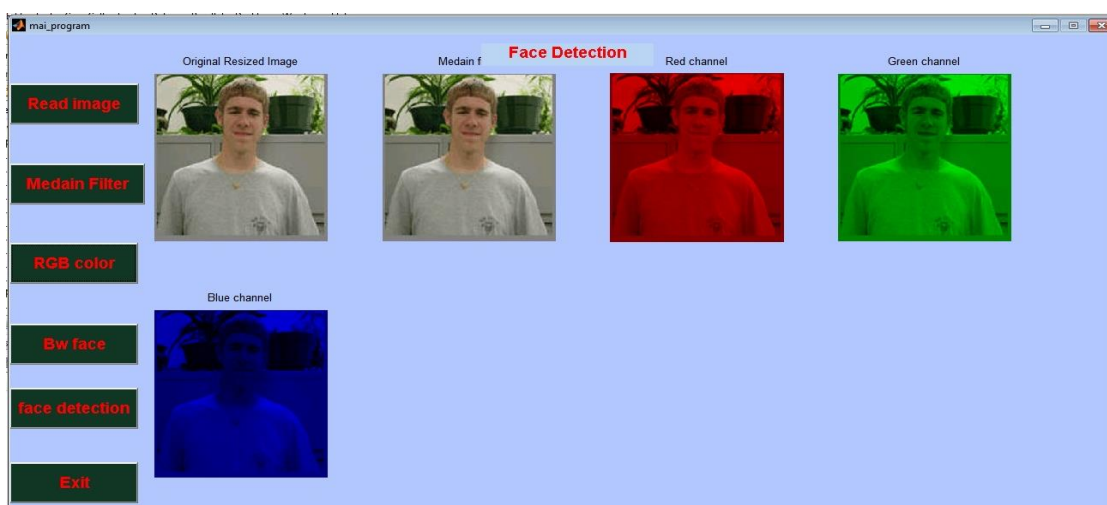 mai_program
Face Detection
Original Resized Image
Medain f
Red channel
Green channel
Read image
Medain Filter
RGB color
Blue channel
Bw face
face detection
Exit